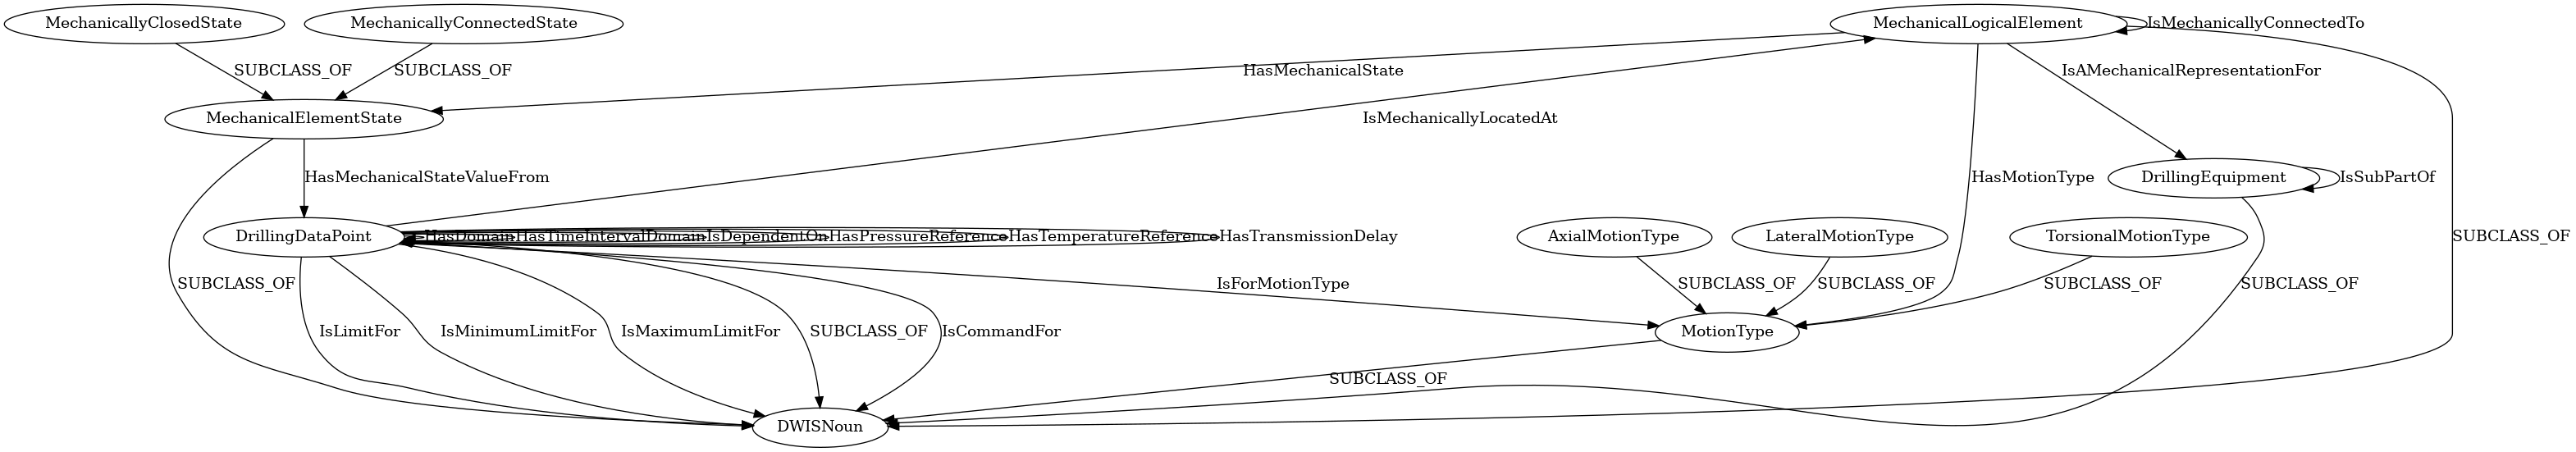 MechanicallyClosedState
MechanicallyConnectedState
MechanicalLogicalElement
IsMechanicallyConnectedTo
SUBCLASS_OF
SUBCLASS_OF
HasMechanicalState
IsAMechanicalRepresentationFor
MechanicalElementState
IsMechanicallyLocatedAt
HasMechanicalStateValueFrom
HasMotionType
DrillingEquipment
IsSubPartOf
DrillingDataPoint
HasDomain
HasTimeIntervalDomain
IsDependentOn
HasPressureReference
HasTemperatureReference
HasTransmissionDelay
AxialMotionType
LateralMotionType
TorsionalMotionType
SUBCLASS_OF
SUBCLASS_OF
IsForMotionType
SUBCLASS_OF
SUBCLASS_OF
SUBCLASS_OF
SUBCLASS_OF
IsLimitFor
IsMinimumLimitFor
IsMaximumLimitFor
SUBCLASS_OF
IsCommandFor
MotionType
SUBCLASS_OF
DWISNoun